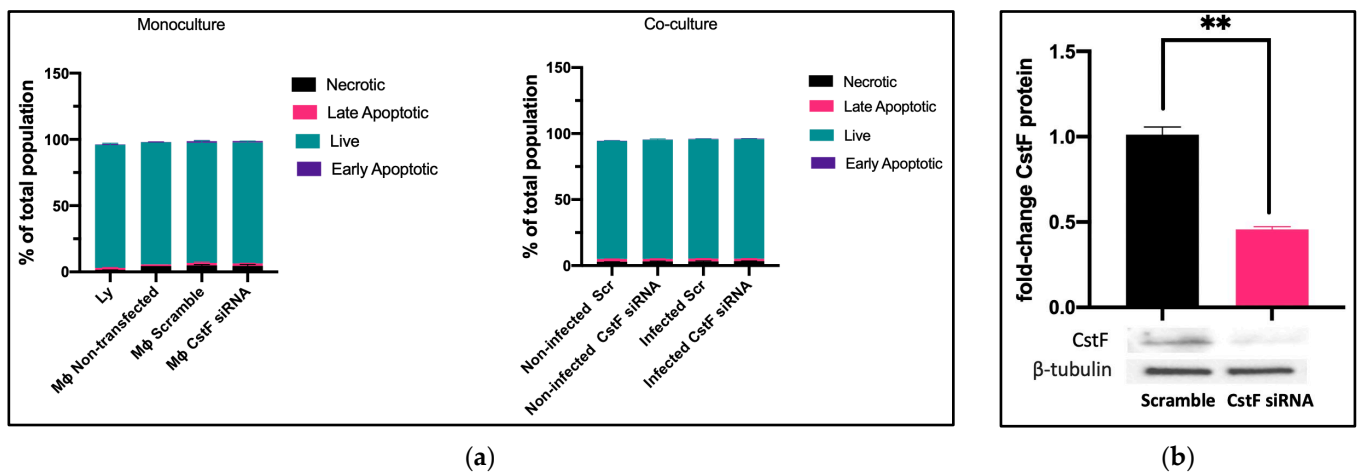 Monoculture
% of total population
150
100
50
0
Ly
Mϕ Non-transfected
Mϕ Scramble
Mϕ CstF siRNA
Necrotic
Late Apoptotic
Live
Early Apoptotic
Co-culture
% of total population
150
100
50
0
Non-infected Scr
Non-infected CstF siRNA
Infected Scr
Infected CstF siRNA
Necrotic
Late Apoptotic
Live
Early Apoptotic
(a)
**
fold-change CstF protein
1.5
1.0
0.5
0.0
CstF
β-tubulin
Scramble CstF siRNA
(b)